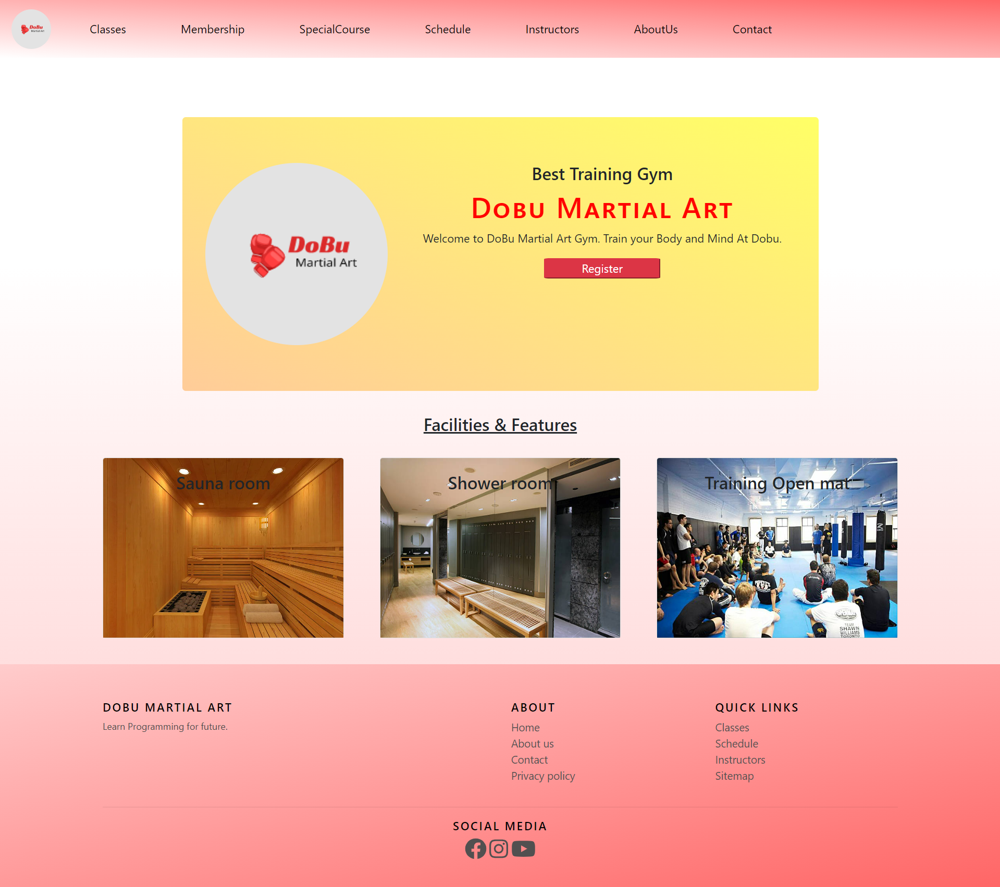 DoBu
Martial Art
Classes
Membership
SpecialCourse
Schedule
Instructors
AboutUs
Contact
Best Training Gym
Dobu Martial Art
Welcome to DoBu Martial Art Gym. Train your Body and Mind At Dobu.
Register
DoBu
Martial Art
Facilities & Features
Sauna room
Shower room
Training Open mat
TEAM
SHAWN
WILLIAMS
TORONTO
DOBU MARTIAL ART
Learn Programming for future.
ABOUT
Home
About us
Contact
Privacy policy
QUICK LINKS
Classes
Schedule
Instructors
Sitemap
SOCIAL MEDIA